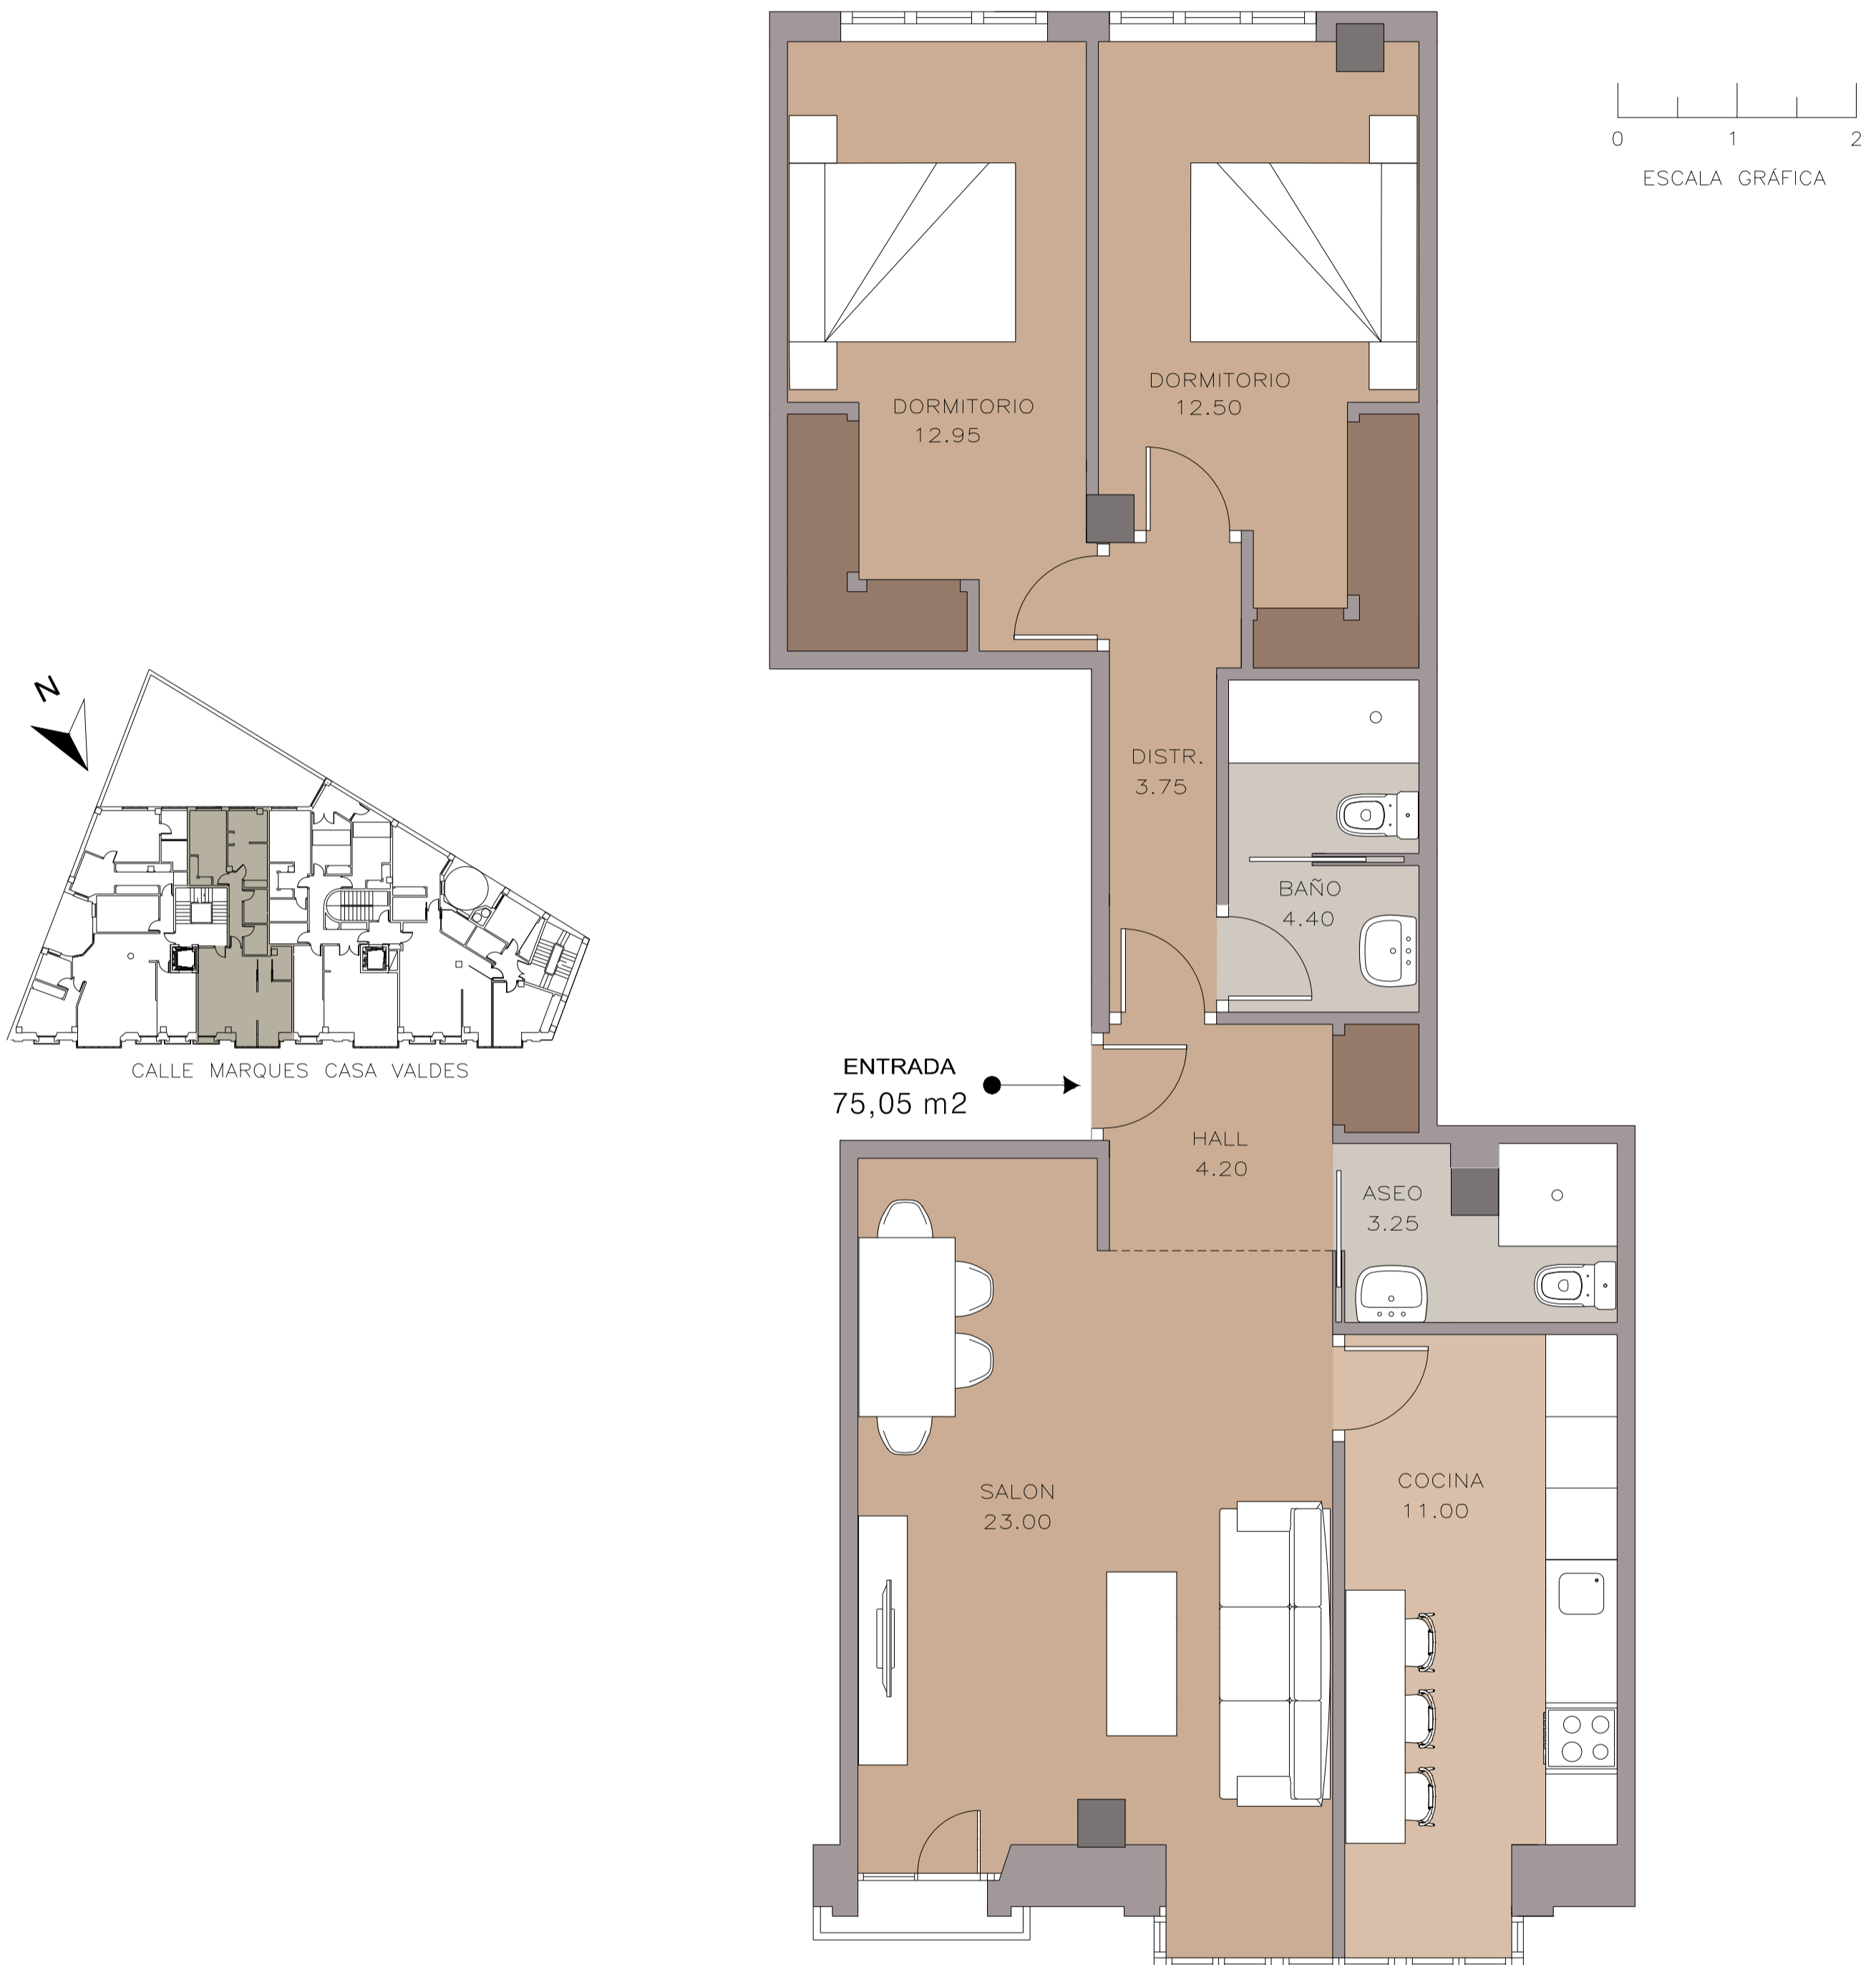 0 1 2
ESCALA GRÁFICA
DORMITORIO
12.50
DORMITORIO
12.95
N
DISTR.
3.75
BAÑO
4.40
CALLE MARQUES CASA VALDES
ENTRADA
75,05 m2
HALL
4.20
ASEO
3.25
SALON
23.00
COCINA
11.00